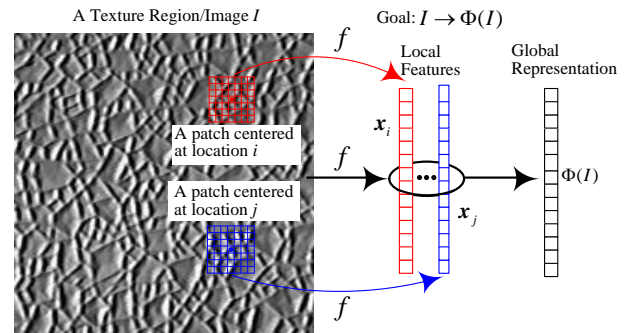 A Texture Region/Image I
Goal: I → Φ(I)
f
Local
Features
Global
Representation
A patch centered
at location i
x_i
f
•••
Φ(I)
A patch centered
at location j
x_j
f